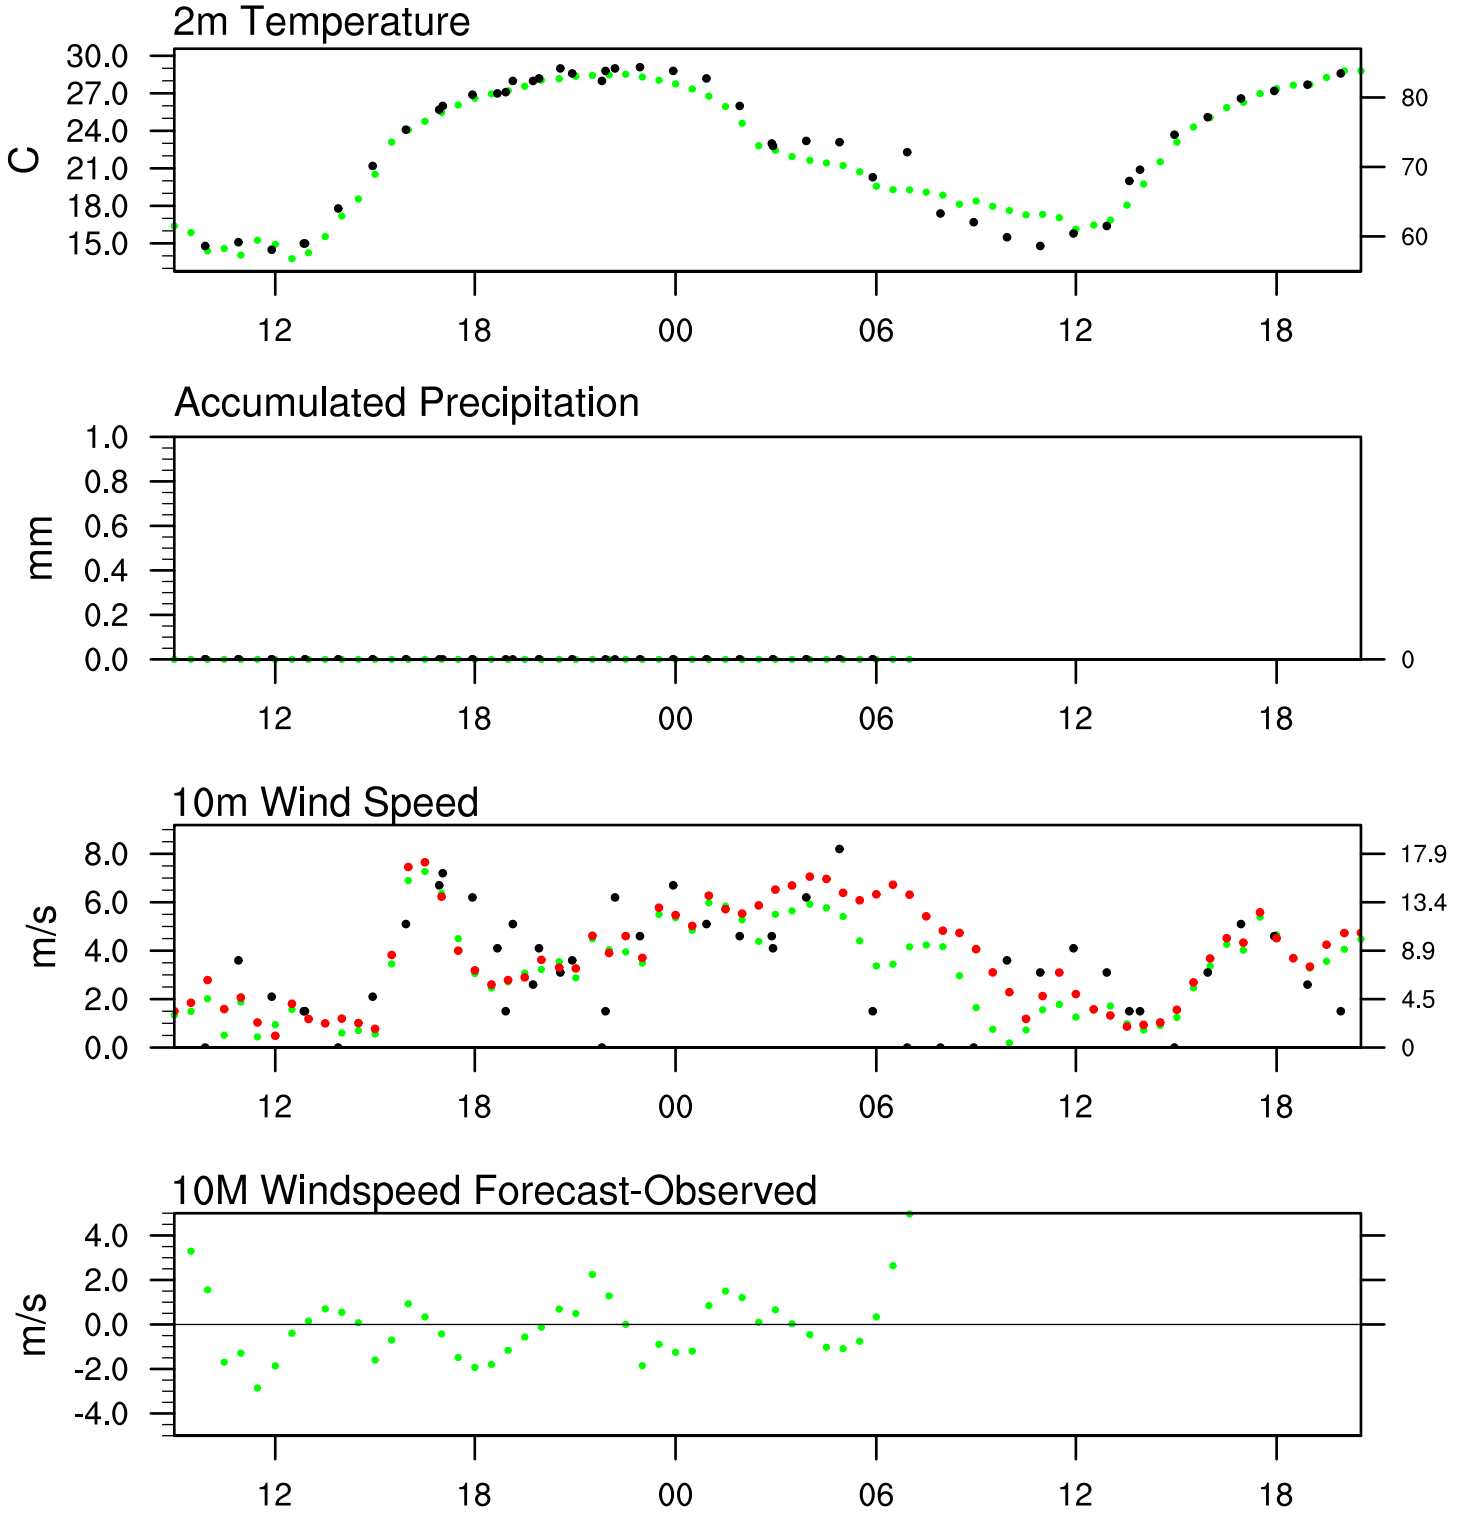 2m Temperature
30.0
27.0
24.0
21.0
18.0
15.0
C
80
70
60
12 18 00 06 12 18
Accumulated Precipitation
1.0
0.8
0.6
0.4
0.2
0.0
mm
0
12 18 00 06 12 18
10m Wind Speed
8.0
6.0
4.0
2.0
0.0
m/s
17.9
13.4
8.9
4.5
0
12 18 00 06 12 18
10M Windspeed Forecast-Observed
4.0
2.0
0.0
-2.0
-4.0
m/s
12 18 00 06 12 18